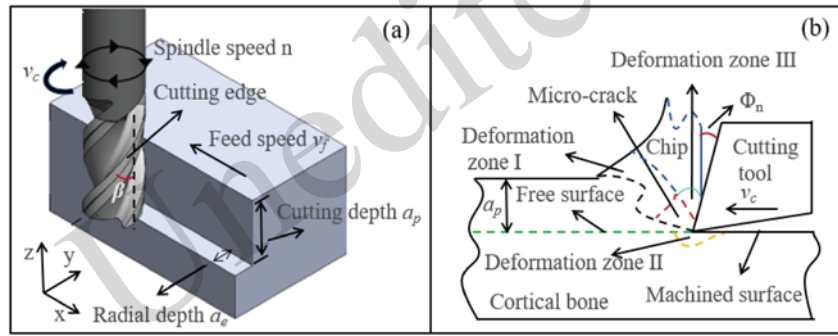 (a)
Spindle speed n
v_c
Cutting edge
Feed speed v_f
β
Cutting depth a_p
z
y
x
Radial depth a_e
(b)
Deformation zone III
Micro-crack
Φ_n
Deformation
zone I
Chip
Cutting
tool
v_c
a_p
Free surface
Deformation zone II
Machined surface
Cortical bone
Unedite